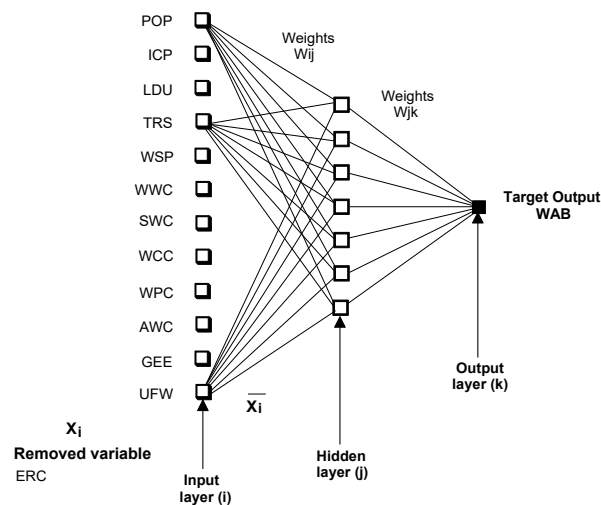 POP
ICP
LDU
TRS
WSP
WWC
SWC
WCC
WPC
AWC
GEE
UFW
Weights
Wij
Weights
Wjk
Target Output
WAB
Xi
Xi
Removed variable
ERC
Input
layer (i)
Hidden
layer (j)
Output
layer (k)